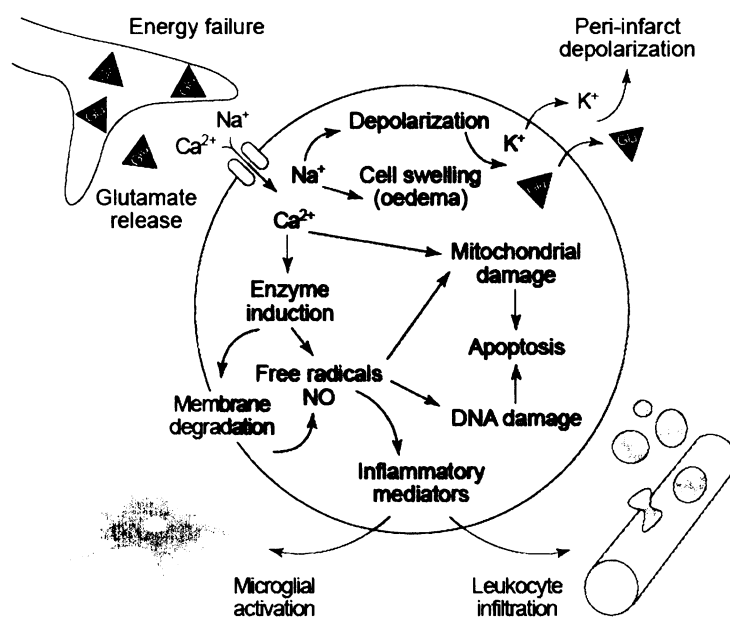 Energy failure
Peri-infarct
depolarization
Na⁺
Ca²⁺
Glutamate
release
Depolarization
K⁺
K⁺
Glu
Na⁺
Cell swelling
(oedema)
Ca²⁺
Mitochondrial
damage
Enzyme
induction
Apoptosis
Free radicals
NO
Membrane
degradation
DNA damage
Inflammatory
mediators
Microglial
activation
Leukocyte
infiltration